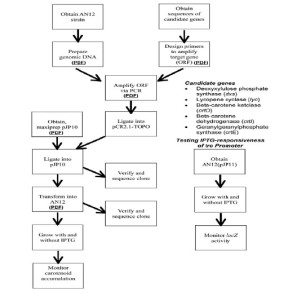 Obtain AN12
strain
Obtain
sequences of
candidate genes
Prepare
genomic DNA
(PDF)
Design primers
to amplify
target gene
(ORF) (PDF)
Amplify ORF
via PCR
(PDF)
Candidate genes
Deoxyxylulose phosphate
synthase (dxs)
Lycopene cyclase (lyc)
Beta-carotene ketolase
(crtO)
Beta-carotene
dehydrogenase (crtI)
Geranylgeranylphosphate
synthase (crtE)
Obtain,
maxiprep pJP10
(PDF)
Ligate into
pCR2.1-TOPO
Testing IPTG-responsiveness
of trc Promoter
Ligate into
pJP10
Verify and
sequence clone
Obtain
AN12(pJP11)
Transform into
AN12
(PDF)
Verify and
sequence clone
Grow with and
without IPTG
Grow with and
without IPTG
Monitor lacZ
activity
Monitor
carotenoid
accumulation